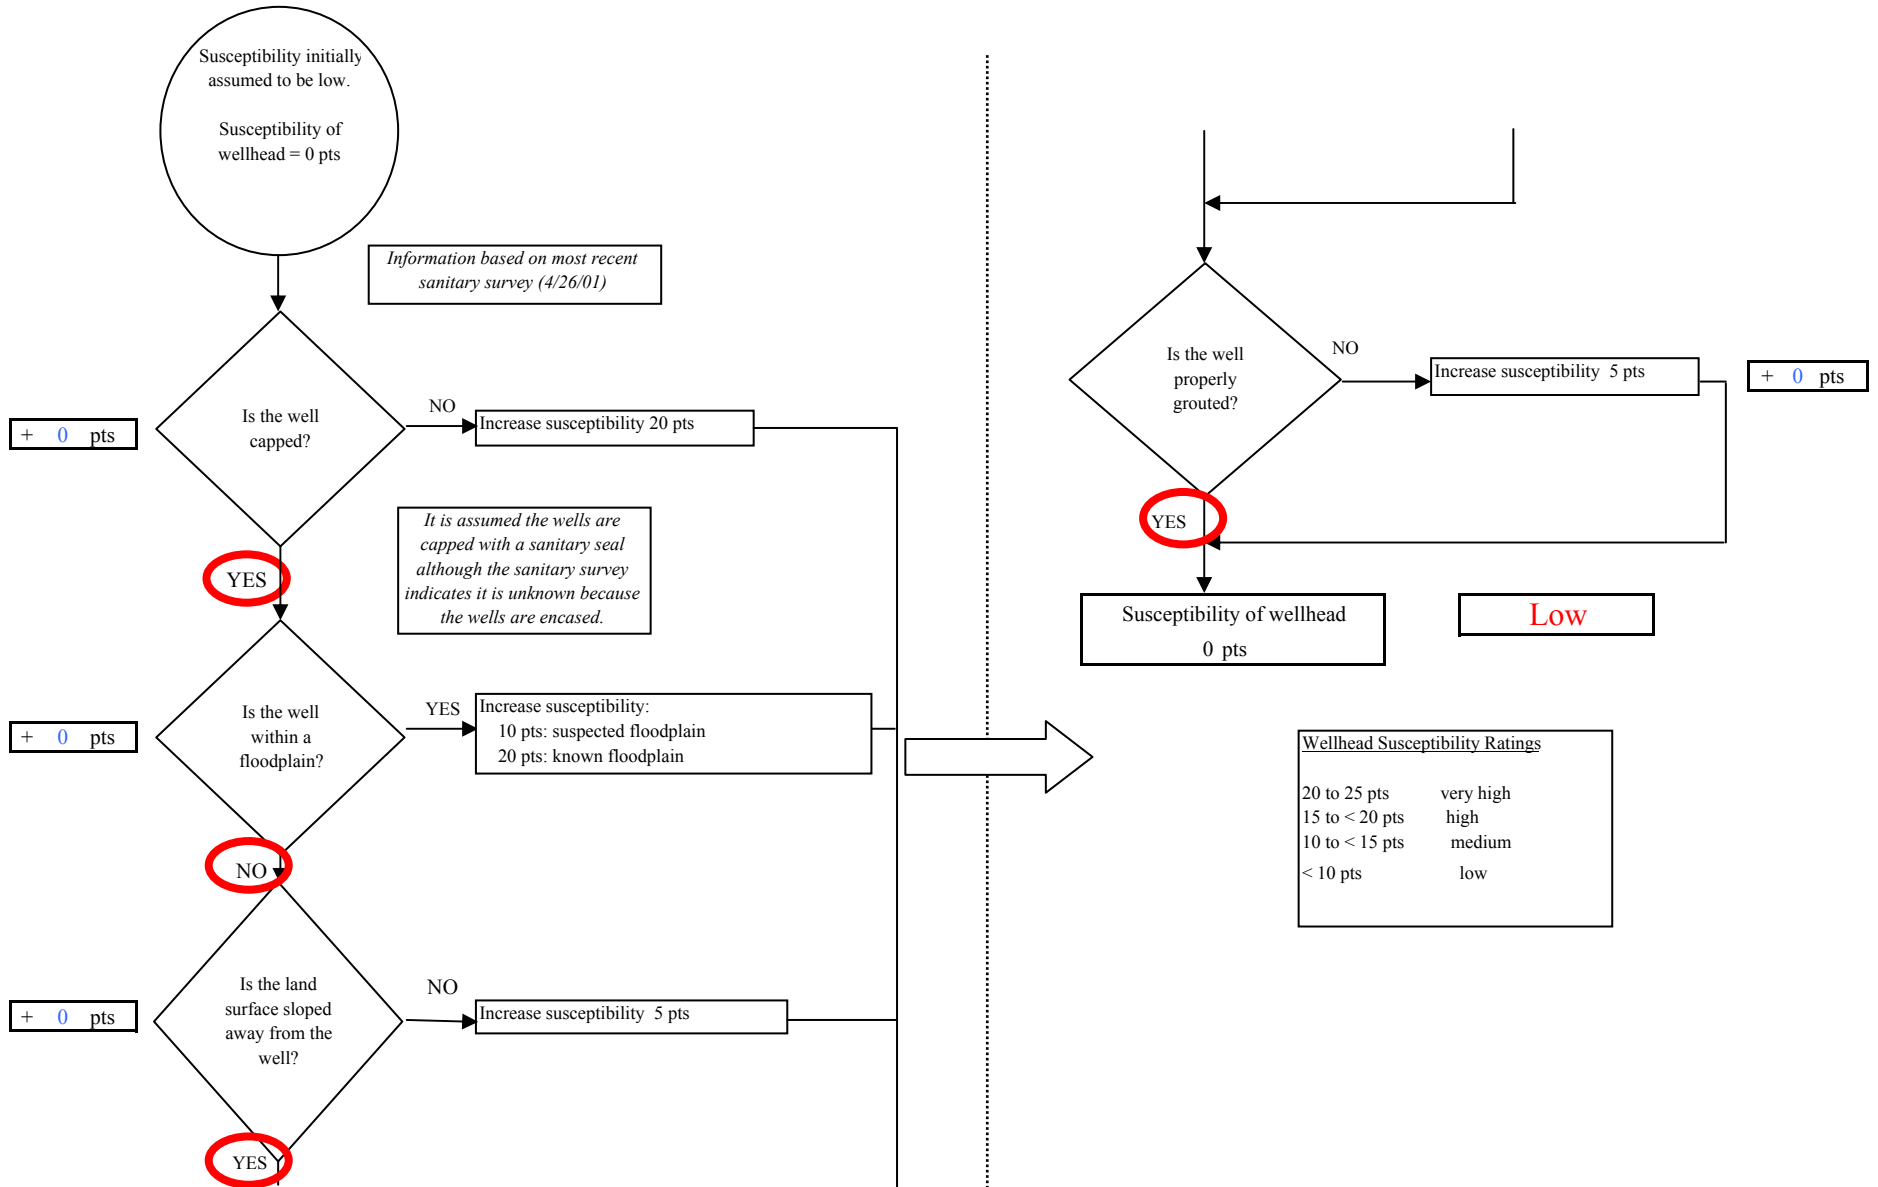 Susceptibility initially
assumed to be low.
Susceptibility of
wellhead = 0 pts
Information based on most recent
sanitary survey (4/26/01)
Is the well
capped?
NO
Increase susceptibility 20 pts
+ 0 pts
YES
It is assumed the wells are
capped with a sanitary seal
although the sanitary survey
indicates it is unknown because
the wells are encased.
Is the well
within a
floodplain?
YES
Increase susceptibility:
10 pts: suspected floodplain
20 pts: known floodplain
+ 0 pts
NO
Is the land
surface sloped
away from the
well?
NO
Increase susceptibility 5 pts
+ 0 pts
YES
Is the well
properly
grouted?
NO
Increase susceptibility 5 pts
+ 0 pts
YES
Susceptibility of wellhead
0 pts
Low
Wellhead Susceptibility Ratings
20 to 25 pts very high
15 to < 20 pts high
10 to < 15 pts medium
< 10 pts low